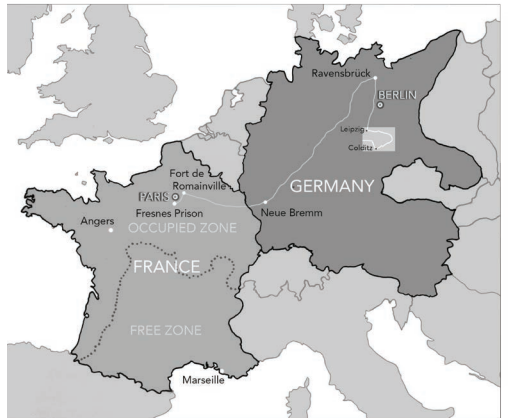 Ravensbrück
BERLIN
Leipzig
Colditz
GERMANY
Fort de
Romainville
PARIS
Fresnes Prison
Neue Bremm
Angers
OCCUPIED ZONE
FRANCE
FREE ZONE
Marseille